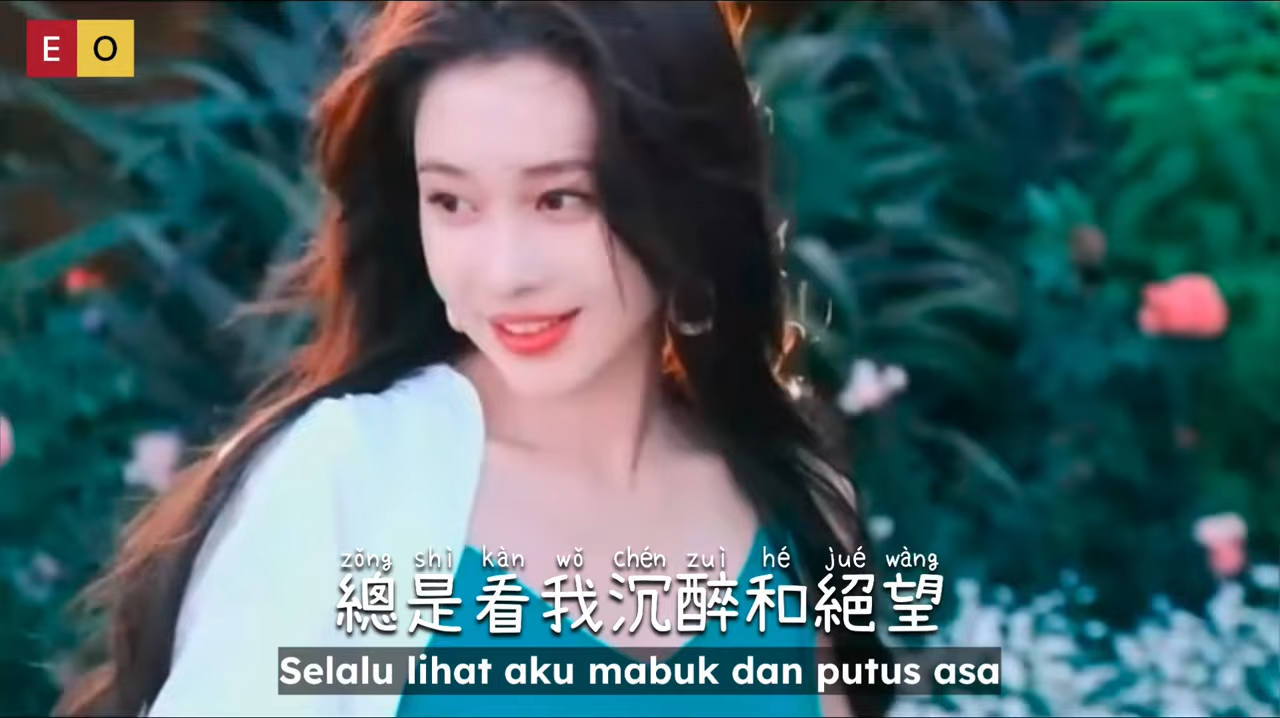 E O
zǒng shì kàn wǒ chén zuì hé jué wàng
總是看我沉醉和絕望
Selalu lihat aku mabuk dan putus asa